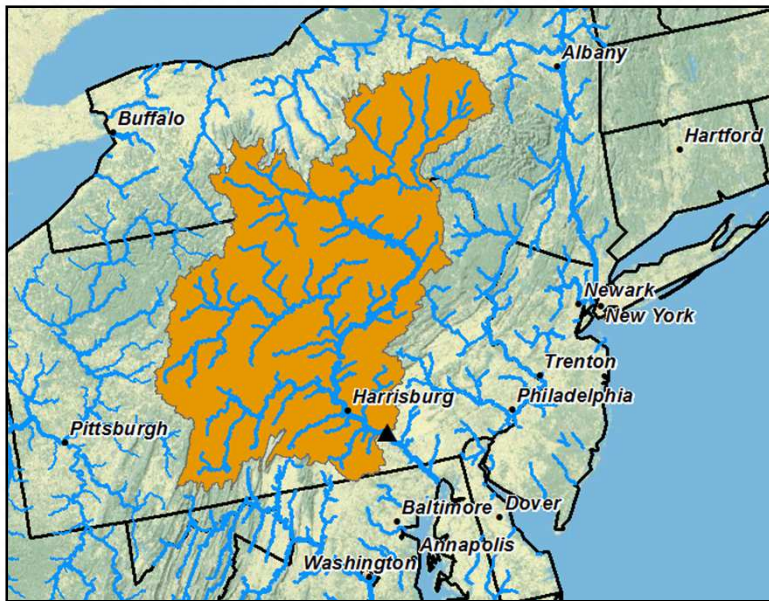 Albany
Buffalo
Hartford
Newark
New York
Trenton
Harrisburg
Philadelphia
Pittsburgh
Baltimore
Dover
Annapolis
Washington